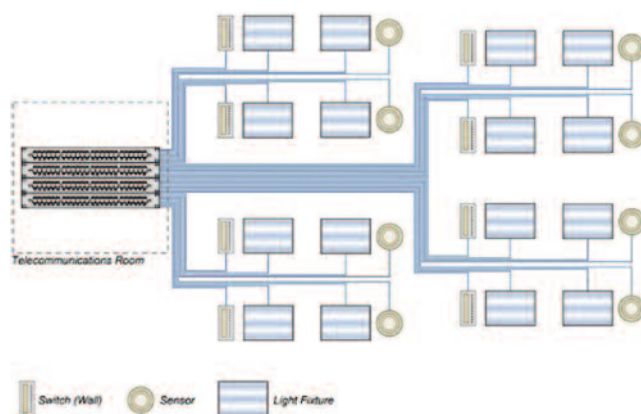 Telecommunications Room
Switch (Wall)
Sensor
Light Fixture